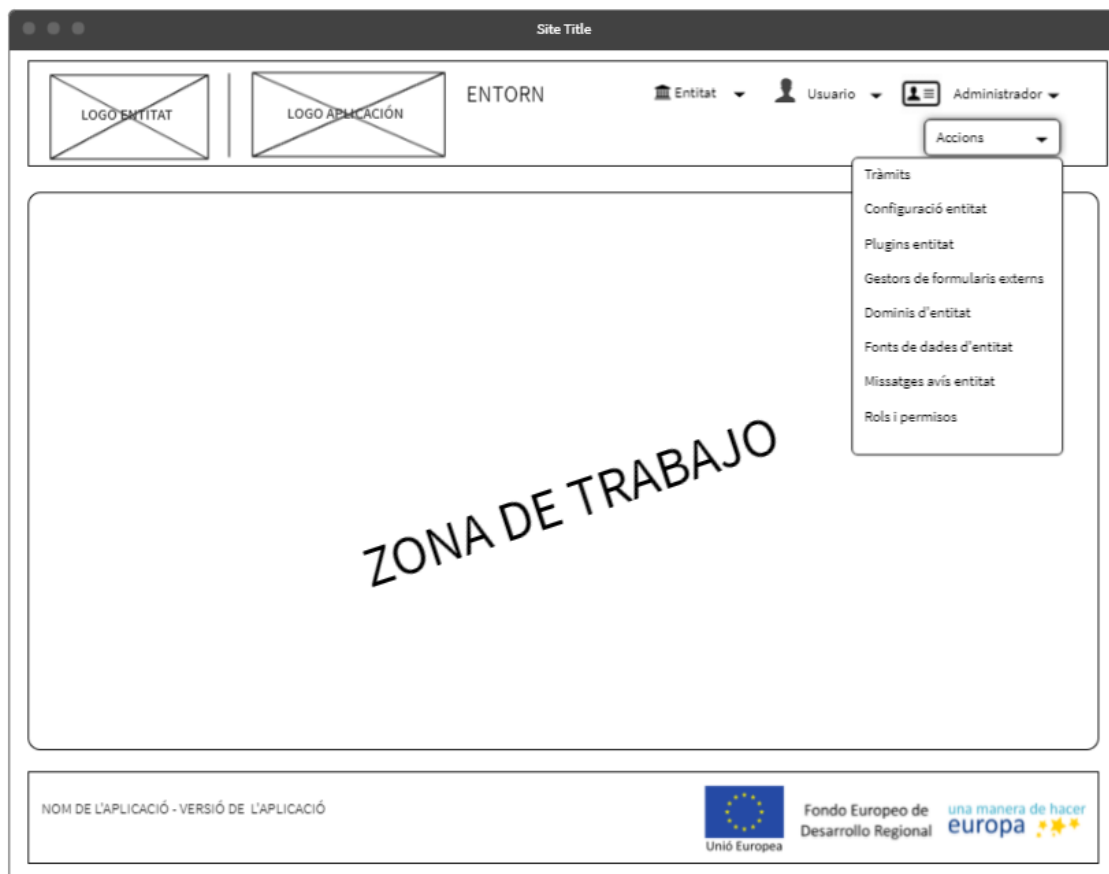 Site Title
LOGO ENTITAT
LOGO APLICACIÓN
ENTORN
Entitat
Usuario
Administrador
Accions
Tràmits
Configuració entitat
Plugins entitat
Gestors de formularis externs
Dominis d'entitat
Fonts de dades d'entitat
Missatges avís entitat
Rols i permisos
ZONA DE TRABAJO
NOM DE L'APLICACIÓ - VERSIÓ DE L'APLICACIÓ
Unió Europea
Fondo Europeo de
Desarrollo Regional
una manera de hacer
europa